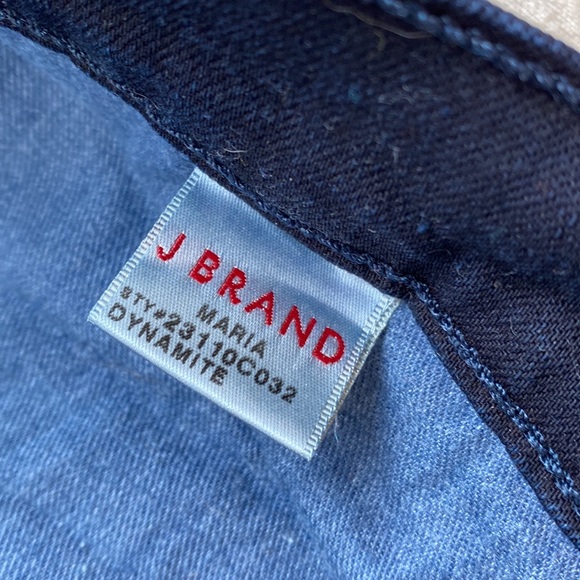 J BRAND
MARIA
STY#23110C032
DYNAMITE